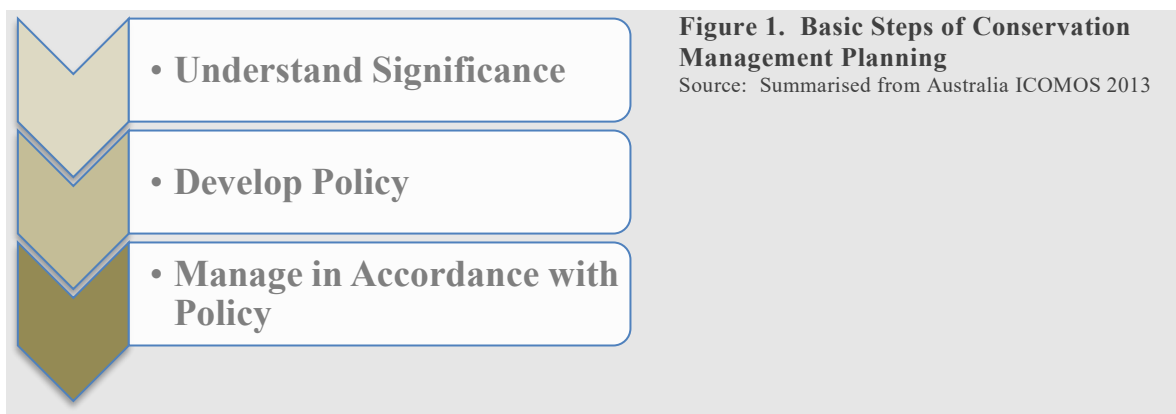 • Understand Significance
• Develop Policy
• Manage in Accordance with
Policy
Figure 1. Basic Steps of Conservation
Management Planning
Source: Summarised from Australia ICOMOS 2013